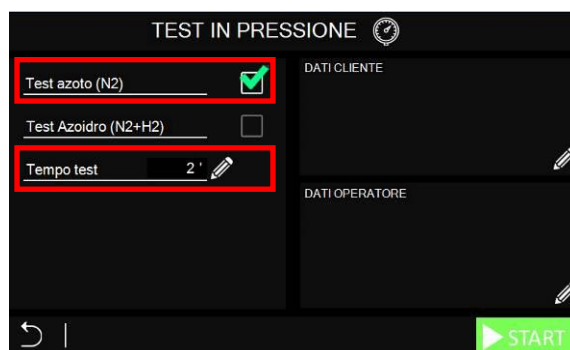 TEST IN PRESSIONE
Test azoto (N2)
Test Azoidro (N2+H2)
Tempo test 2 '
DATI CLIENTE
DATI OPERATORE
START